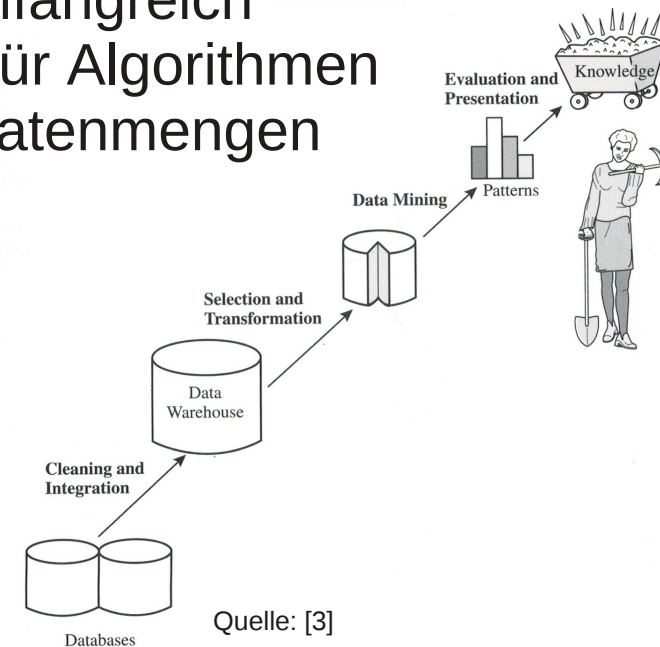 ür Algorithmen
atenmengen
Evaluation and
Presentation
Knowledge
Patterns
Data Mining
Selection and
Transformation
Data
Warehouse
Cleaning and
Integration
Databases
Quelle: [3]